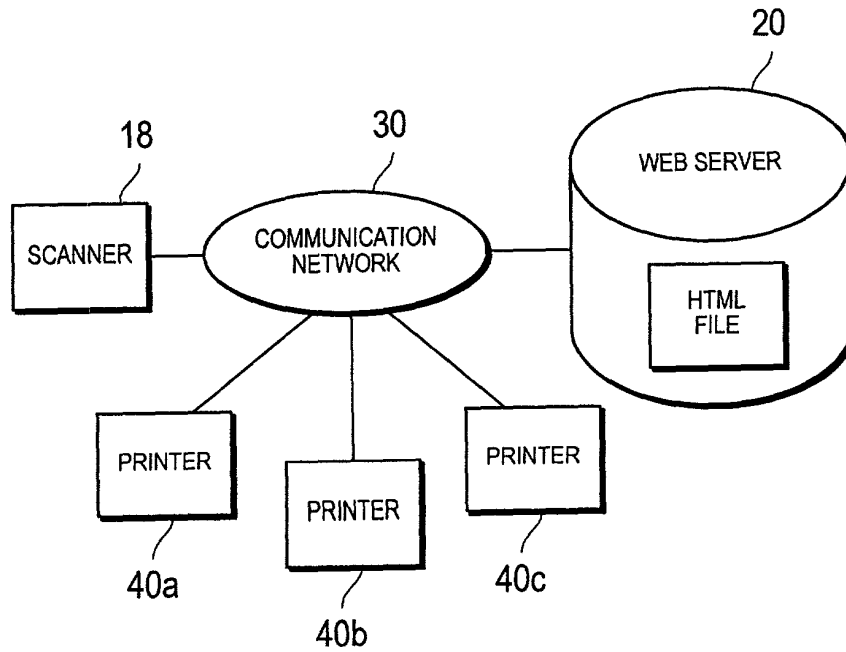 20
18
30
WEB SERVER
SCANNER
COMMUNICATION
NETWORK
HTML
FILE
PRINTER
PRINTER
PRINTER
40a
40b
40c